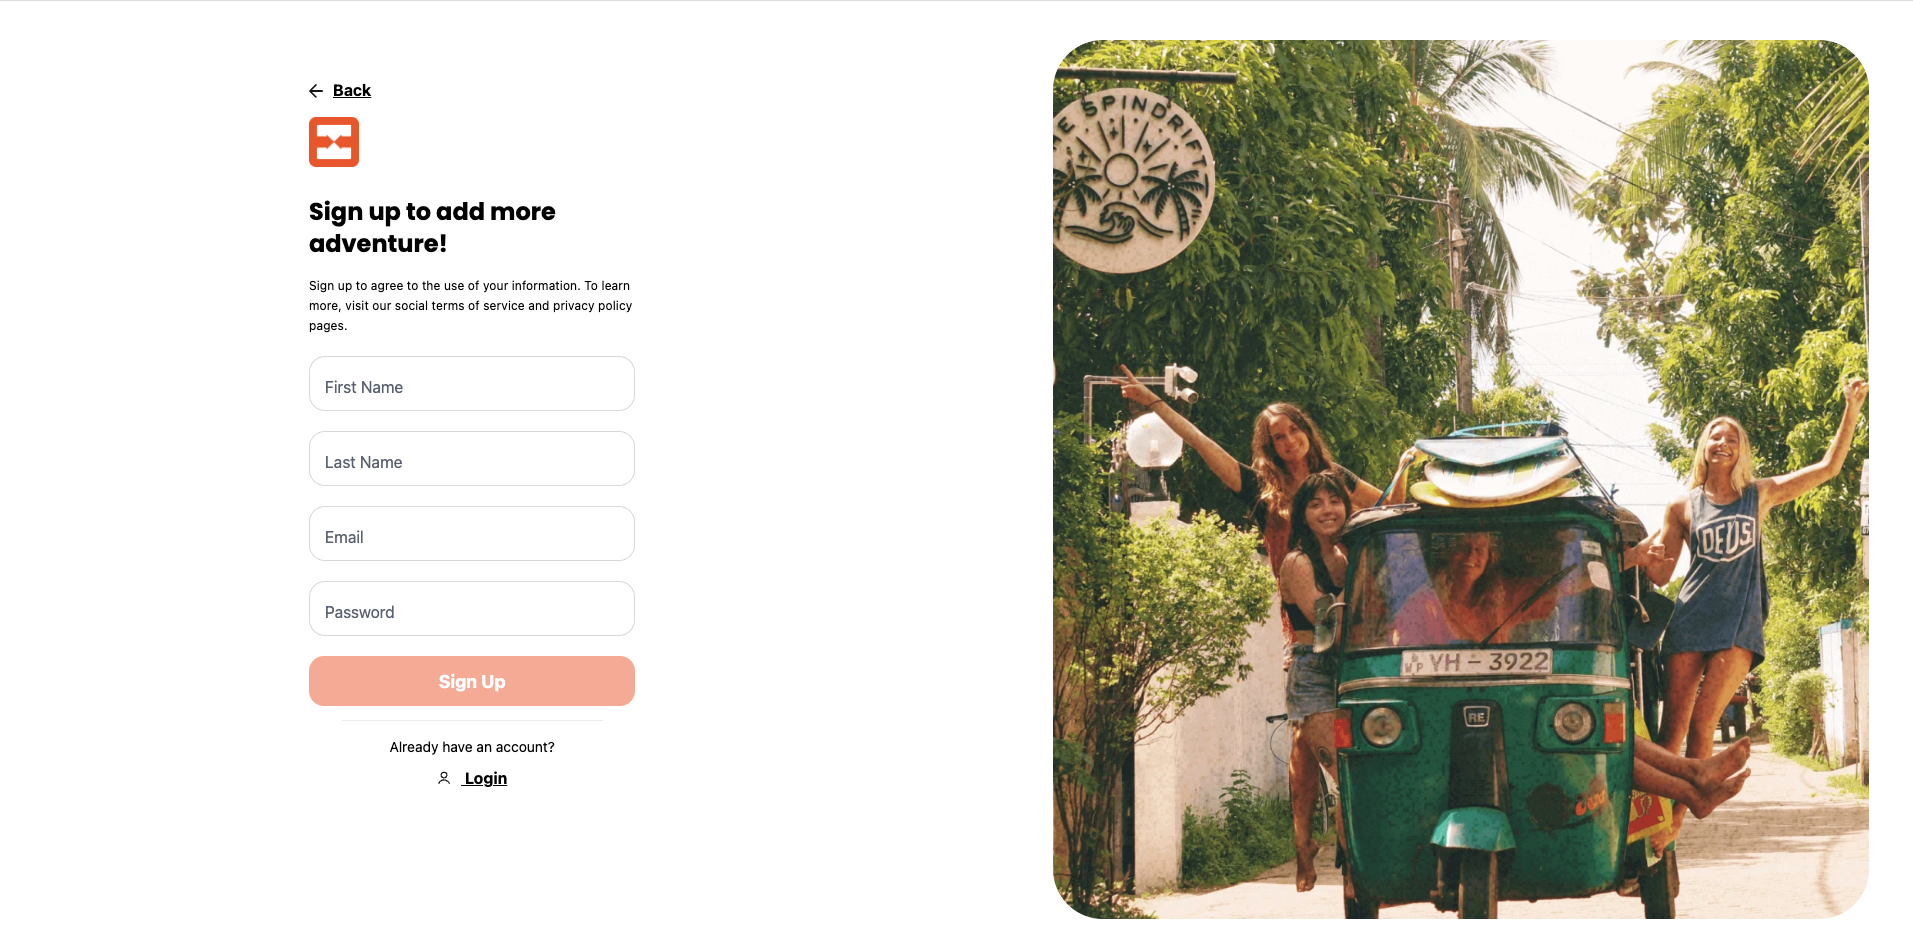 Back
Sign up to add more
adventure!
Sign up to agree to the use of your information. To learn
more, visit our social terms of service and privacy policy
pages.
First Name
Last Name
Email
Password
Sign Up
Already have an account?
Login
E SPINDRIFT
DEUS
WP YH - 3922
RE